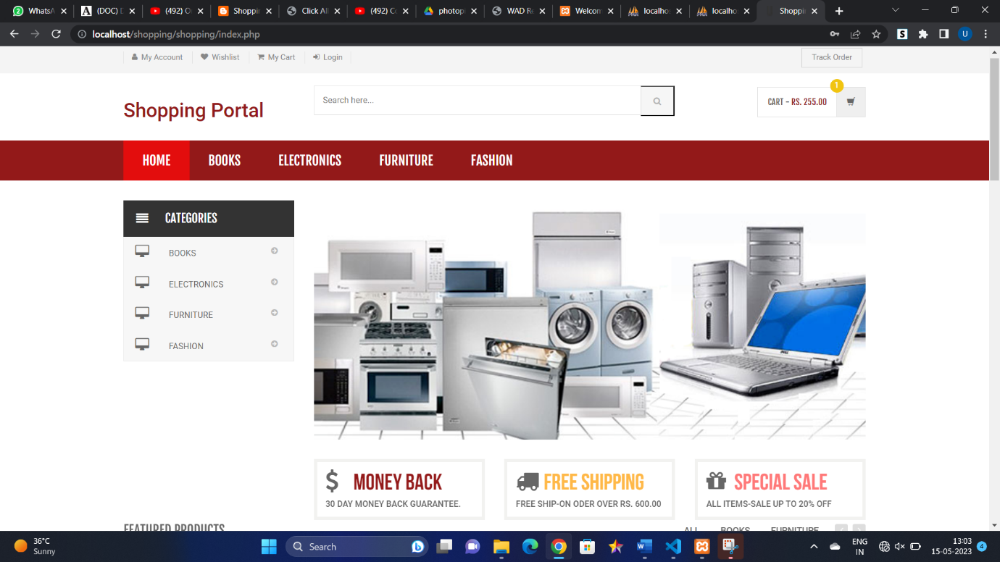 WhatsA
(DOC) D
(492) O
Shoppin
Click Al
(492) Co
photop
WAD Re
Welcom
localhos
localho
Shoppin
localhost/shopping/shopping/index.php
U
My Account Wishlist My Cart Login Track Order
Shopping Portal
Search here...
CART - RS. 255.00
1
HOME BOOKS ELECTRONICS FURNITURE FASHION
CATEGORIES
BOOKS
ELECTRONICS
FURNITURE
FASHION
MONEY BACK
30 DAY MONEY BACK GUARANTEE.
FREE SHIPPING
FREE SHIP-ON ODER OVER RS. 600.00
SPECIAL SALE
ALL ITEMS-SALE UP TO 20% OFF
FEATURED PRODUCTS
ALL BOOKS FURNITURE
36°C
Sunny
Search
ENG
IN
13:03
15-05-2023
4